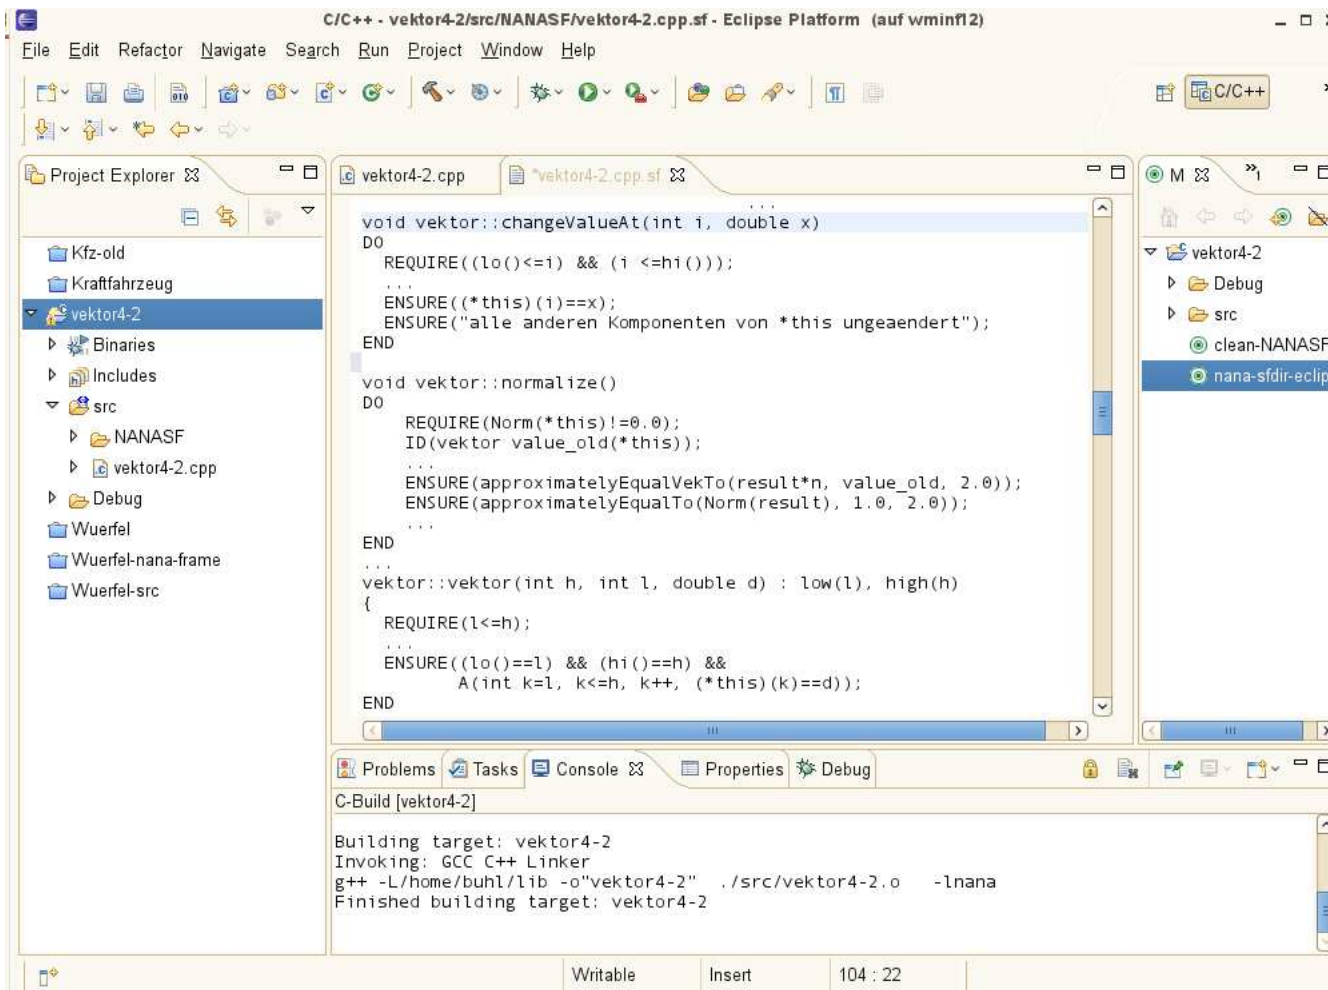 C/C++ - vektor4-2/src/NANASF/vektor4-2.cpp.sf - Eclipse Platform (auf wminf12)
File Edit Refactor Navigate Search Run Project Window Help
C/C++
Project Explorer
vektor4-2.cpp
*vektor4-2.cpp.sf
M
»1
Kfz-old
Kraftfahrzeug
vektor4-2
Binaries
Includes
src
NANASF
vektor4-2.cpp
Debug
Wuerfel
Wuerfel-nana-frame
Wuerfel-src
...
void vektor::changeValueAt(int i, double x)
DO
REQUIRE((lo()<=i) && (i <=hi()));
...
ENSURE((*this)(i)==x);
ENSURE("alle anderen Komponenten von *this ungeaendert");
END
void vektor::normalize()
DO
REQUIRE(Norm(*this)!=0.0);
ID(vektor value_old(*this));
...
ENSURE(approximatelyEqualVekTo(result*n, value_old, 2.0));
ENSURE(approximatelyEqualTo(Norm(result), 1.0, 2.0));
...
END
...
vektor::vektor(int h, int l, double d) : low(l), high(h)
{
REQUIRE(l<=h);
...
ENSURE((lo()==l) && (hi()==h) &&
A(int k=l, k<=h, k++, (*this)(k)==d));
END
vektor4-2
Debug
src
clean-NANASF
nana-sfdir-eclip
Problems Tasks Console Properties Debug
C-Build [vektor4-2]
Building target: vektor4-2
Invoking: GCC C++ Linker
g++ -L/home/buhl/lib -o"vektor4-2" ./src/vektor4-2.o -lnana
Finished building target: vektor4-2
Writable Insert 104 : 22